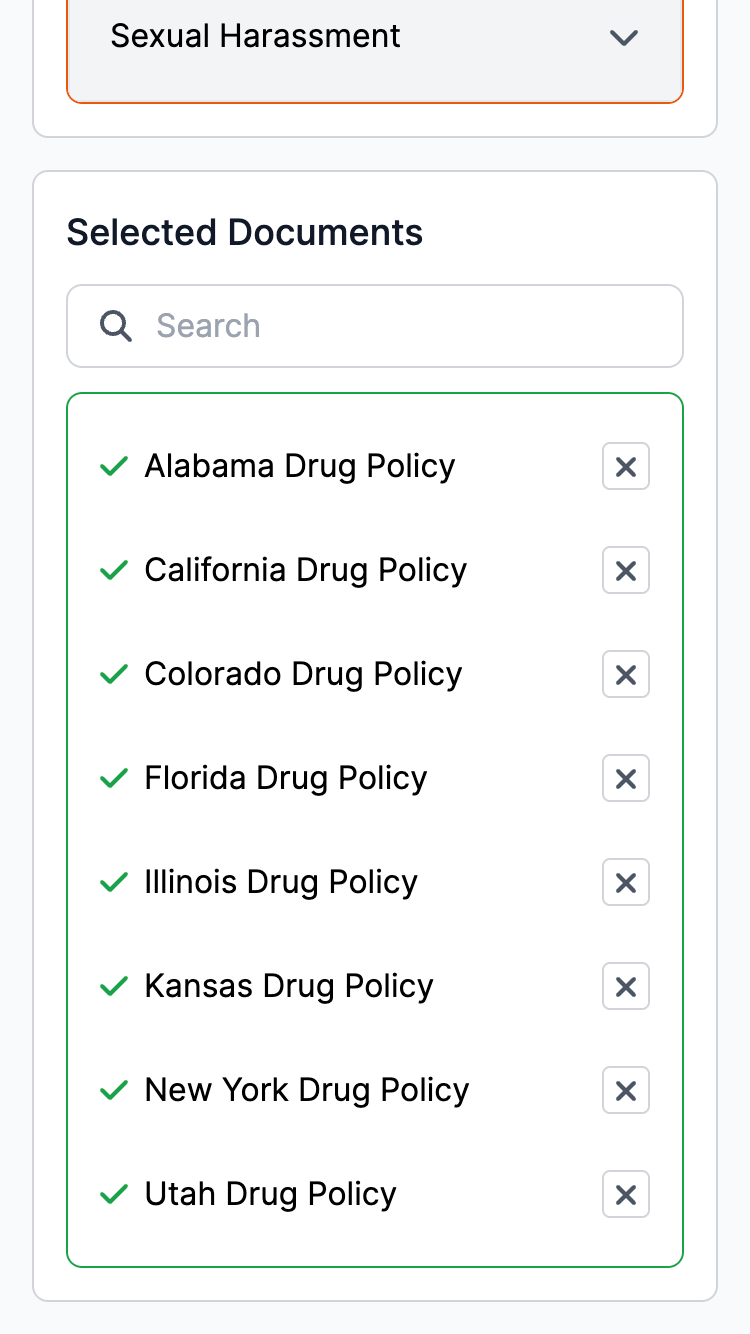 Sexual Harassment
Selected Documents
Search
Alabama Drug Policy
California Drug Policy
Colorado Drug Policy
Florida Drug Policy
Illinois Drug Policy
Kansas Drug Policy
New York Drug Policy
Utah Drug Policy